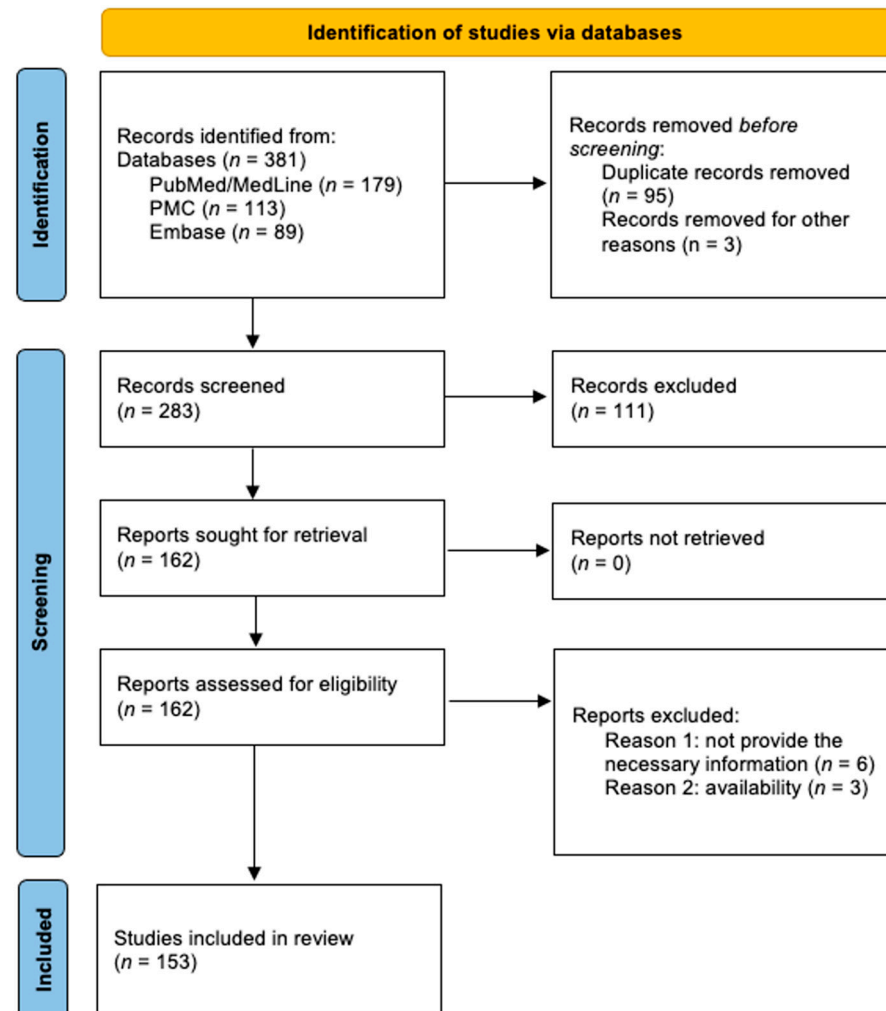 Identification of studies via databases
Identification
Records identified from:
Databases (n = 381)
PubMed/MedLine (n = 179)
PMC (n = 113)
Embase (n = 89)
Records removed before
screening:
Duplicate records removed
(n = 95)
Records removed for other
reasons (n = 3)
Screening
Records screened
(n = 283)
Records excluded
(n = 111)
Reports sought for retrieval
(n = 162)
Reports not retrieved
(n = 0)
Reports assessed for eligibility
(n = 162)
Reports excluded:
Reason 1: not provide the
necessary information (n = 6)
Reason 2: availability (n = 3)
Included
Studies included in review
(n = 153)